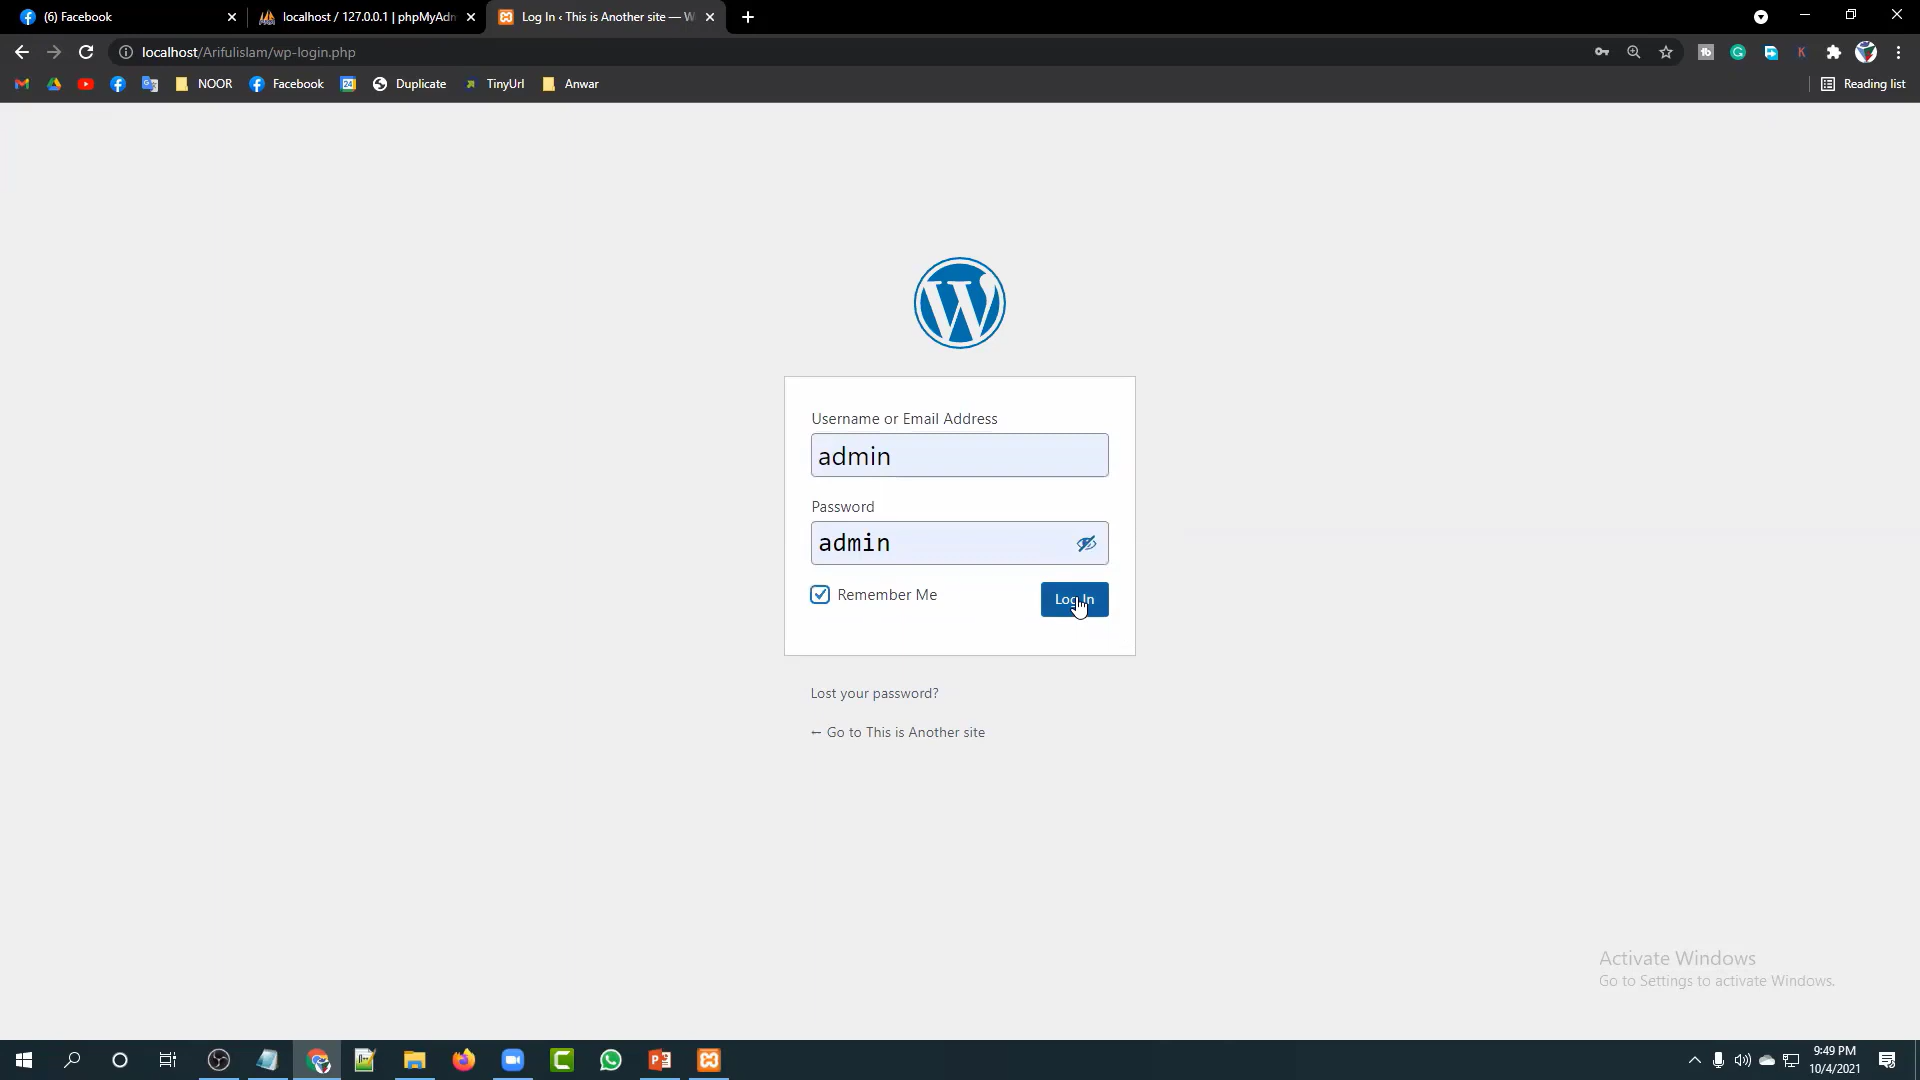 (6) Facebook
localhost / 127.0.0.1 | phpMyAdm
Log In ‹ This is Another site — W
localhost/Arifulislam/wp-login.php
NOOR
Facebook
24
Duplicate
TinyUrl
Anwar
Reading list
Username or Email Address
admin
Password
admin
Remember Me
Log In
Lost your password?
← Go to This is Another site
Activate Windows
Go to Settings to activate Windows.
9:49 PM
10/4/2021